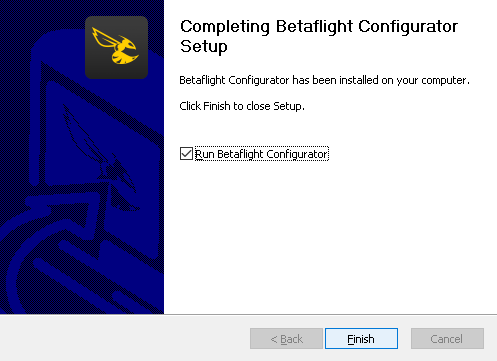 Completing Betaflight Configurator
Setup
Betaflight Configurator has been installed on your computer.
Click Finish to close Setup.
Run Betaflight Configurator
< Back
Finish
Cancel